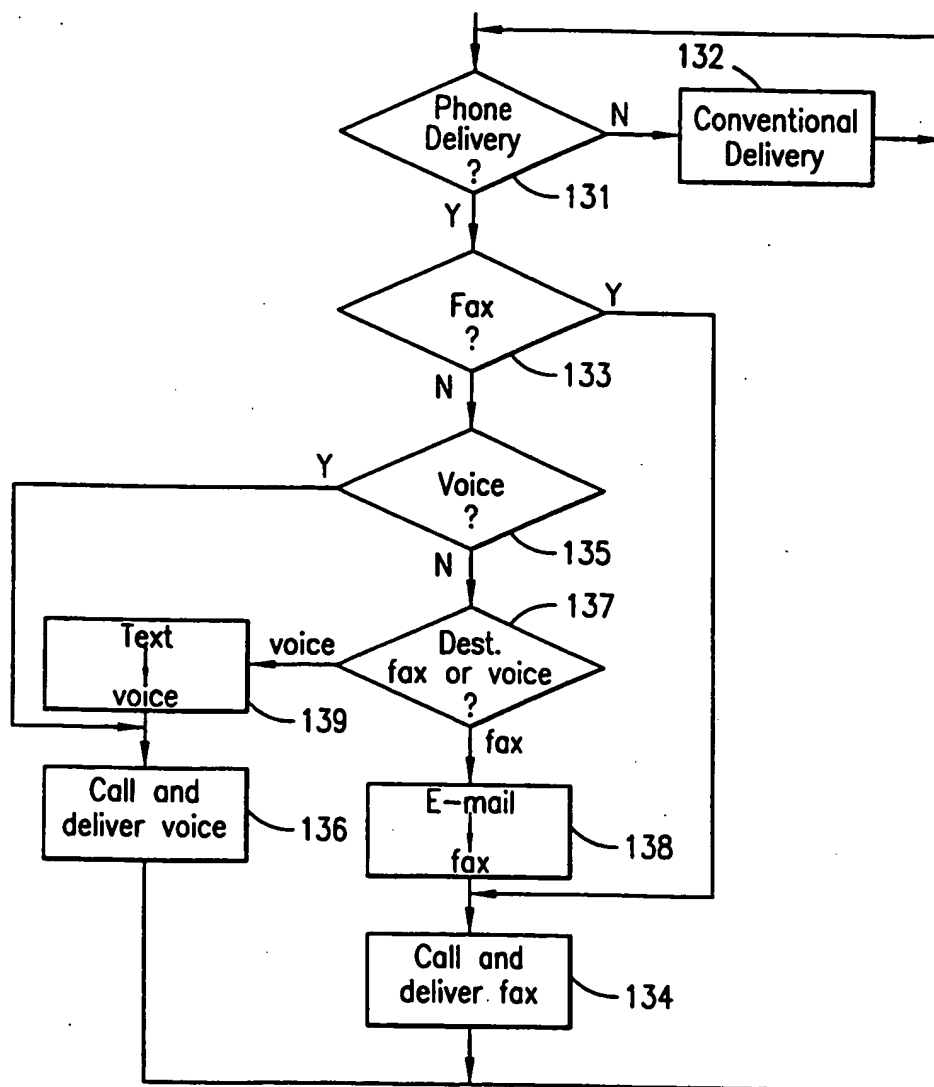 132
Phone
Delivery
?
N
Conventional
Delivery
131
Y
Fax
?
Y
133
N
Y
Voice
?
135
N
137
Text
voice
voice
Dest.
fax or voice
?
139
fax
Call and
deliver voice
136
E-mail
fax
138
Call and
deliver fax
134